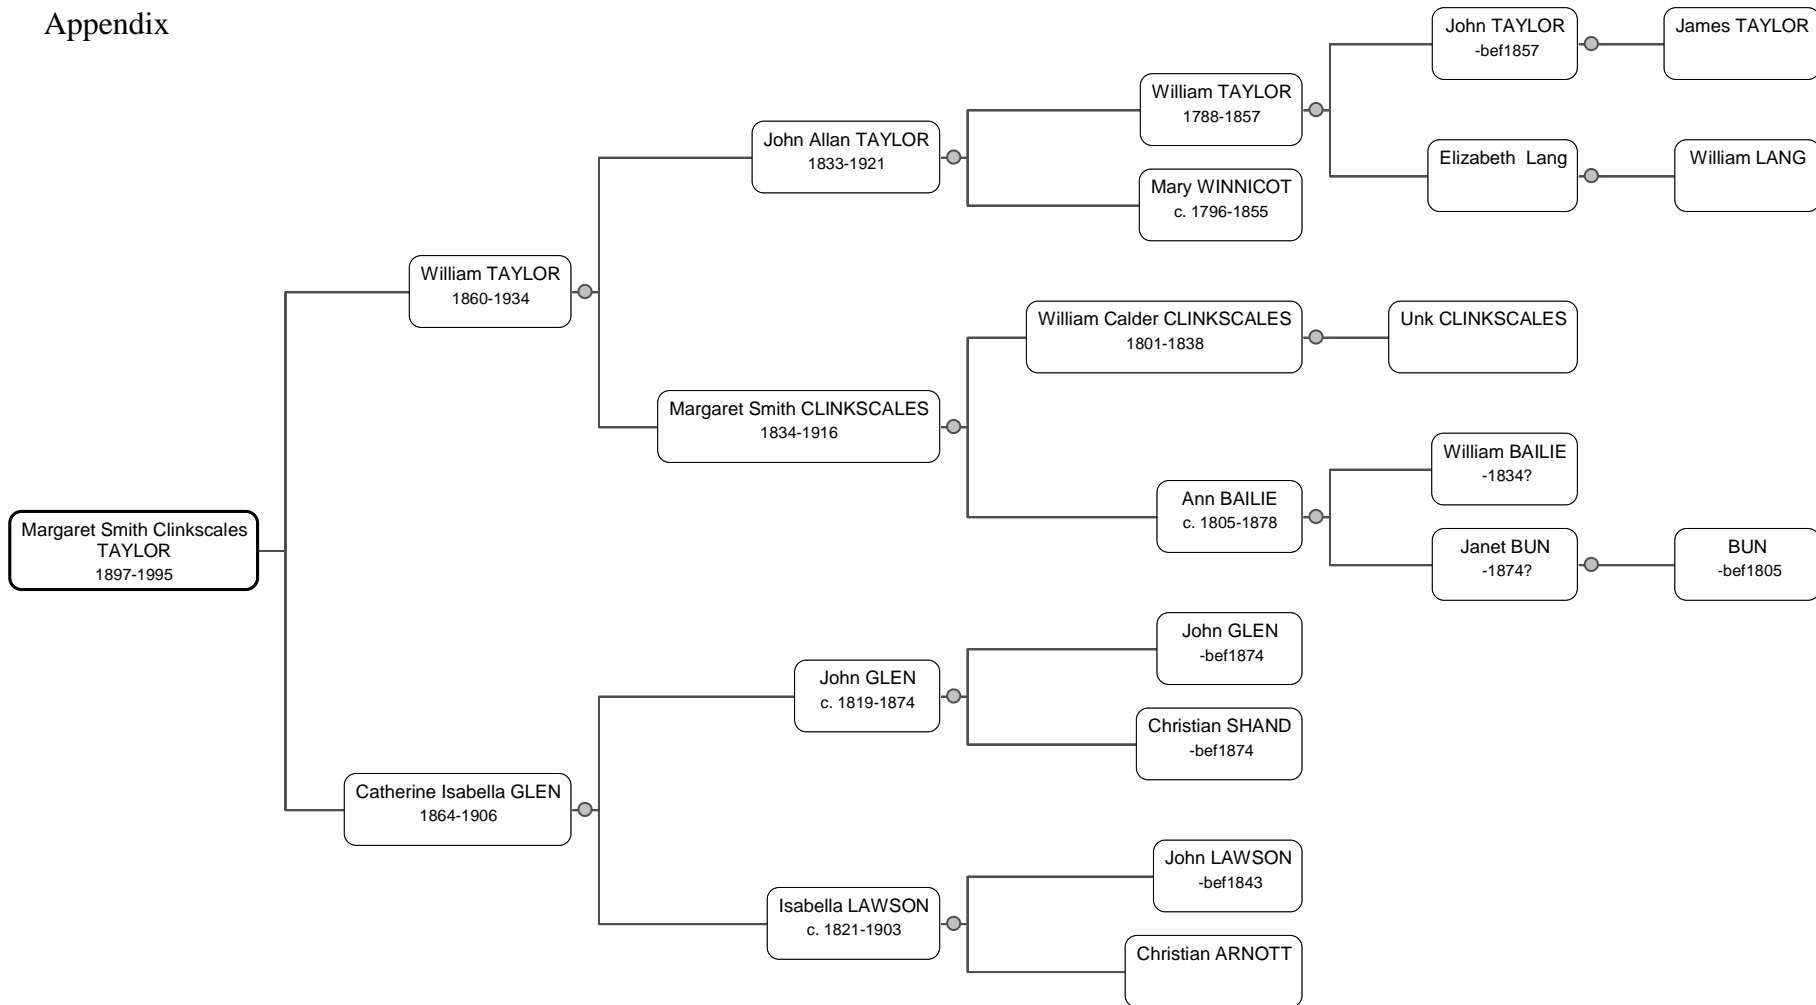 Appendix
John TAYLOR
-bef1857
James TAYLOR
William TAYLOR
1788-1857
John Allan TAYLOR
1833-1921
Elizabeth  Lang
William LANG
Mary WINNICOT
c. 1796-1855
William TAYLOR
1860-1934
William Calder CLINKSCALES
1801-1838
Unk CLINKSCALES
Margaret Smith CLINKSCALES
1834-1916
William BAILIE
-1834?
Ann BAILIE
c. 1805-1878
Janet BUN
-1874?
BUN
-bef1805
Margaret Smith Clinkscales
TAYLOR
1897-1995
John GLEN
-bef1874
John GLEN
c. 1819-1874
Christian SHAND
-bef1874
Catherine Isabella GLEN
1864-1906
John LAWSON
-bef1843
Isabella LAWSON
c. 1821-1903
Christian ARNOTT